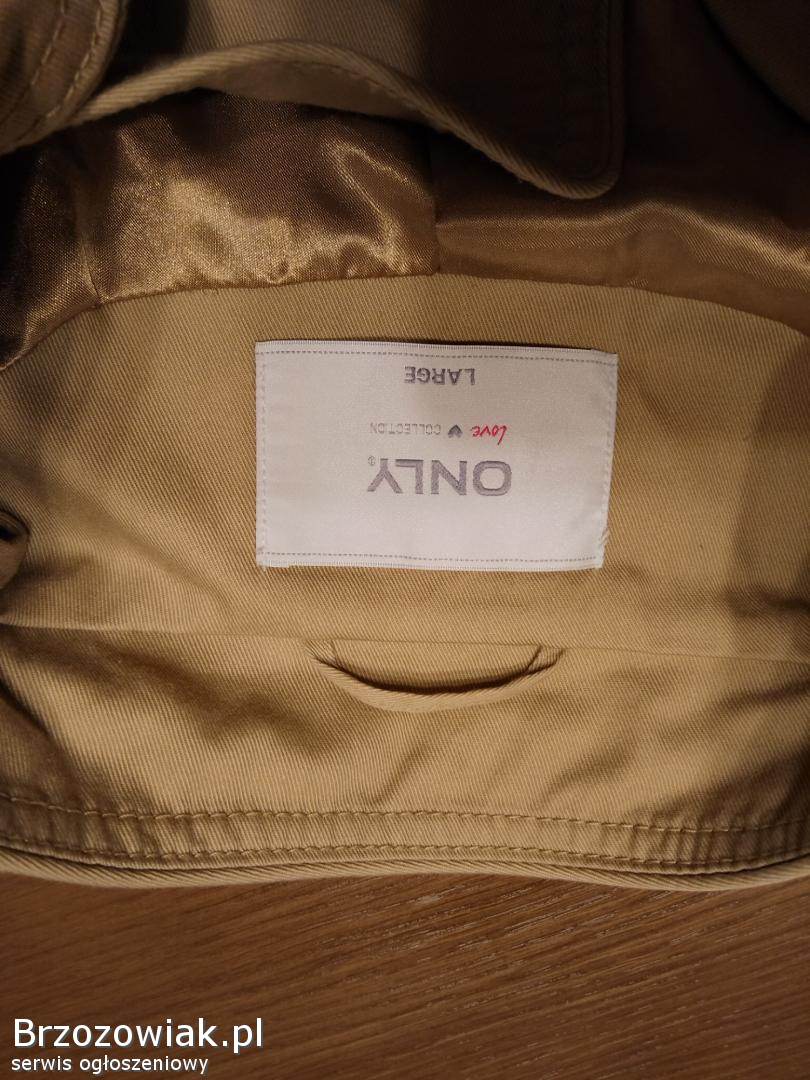 ONLY®
Love ♥ COLLECTION
LARGE
Brzozowiak.pl
serwis ogłoszeniowy